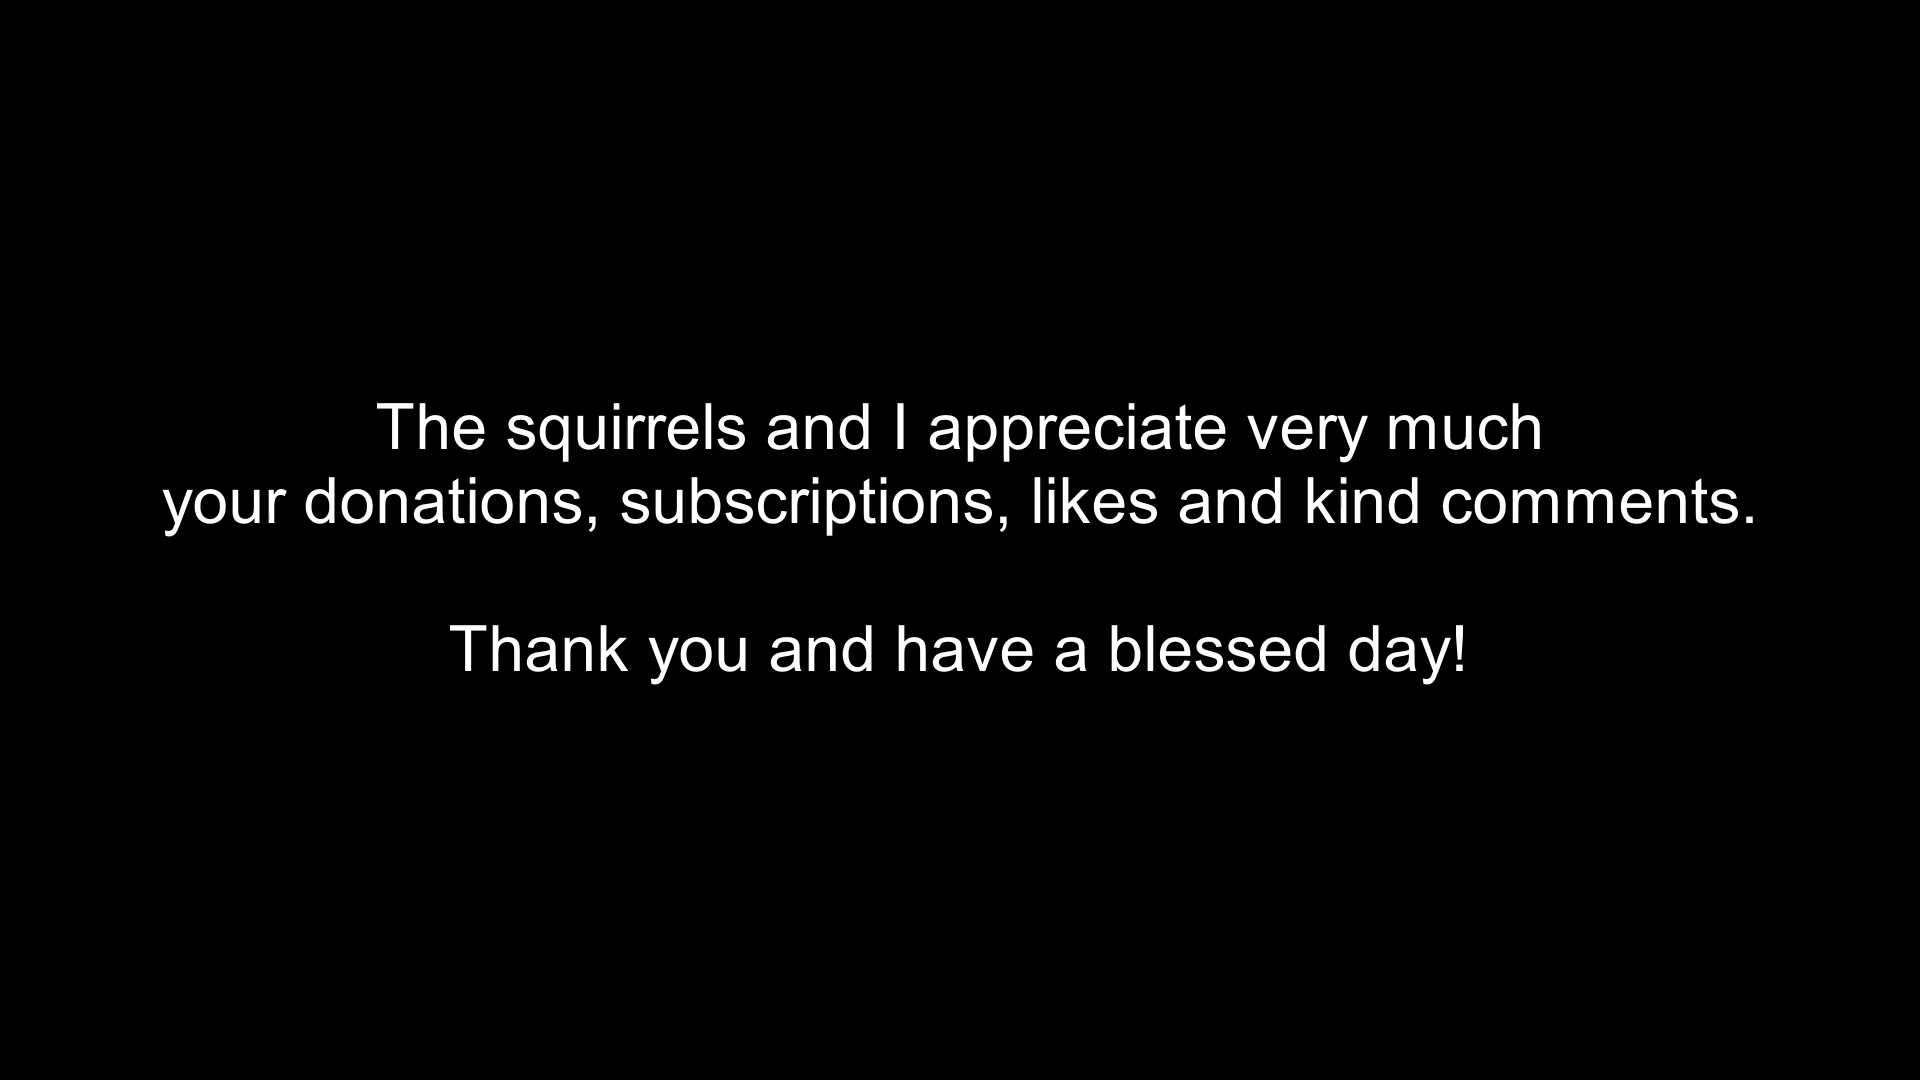 The squirrels and I appreciate very much
your donations, subscriptions, likes and kind comments.
Thank you and have a blessed day!